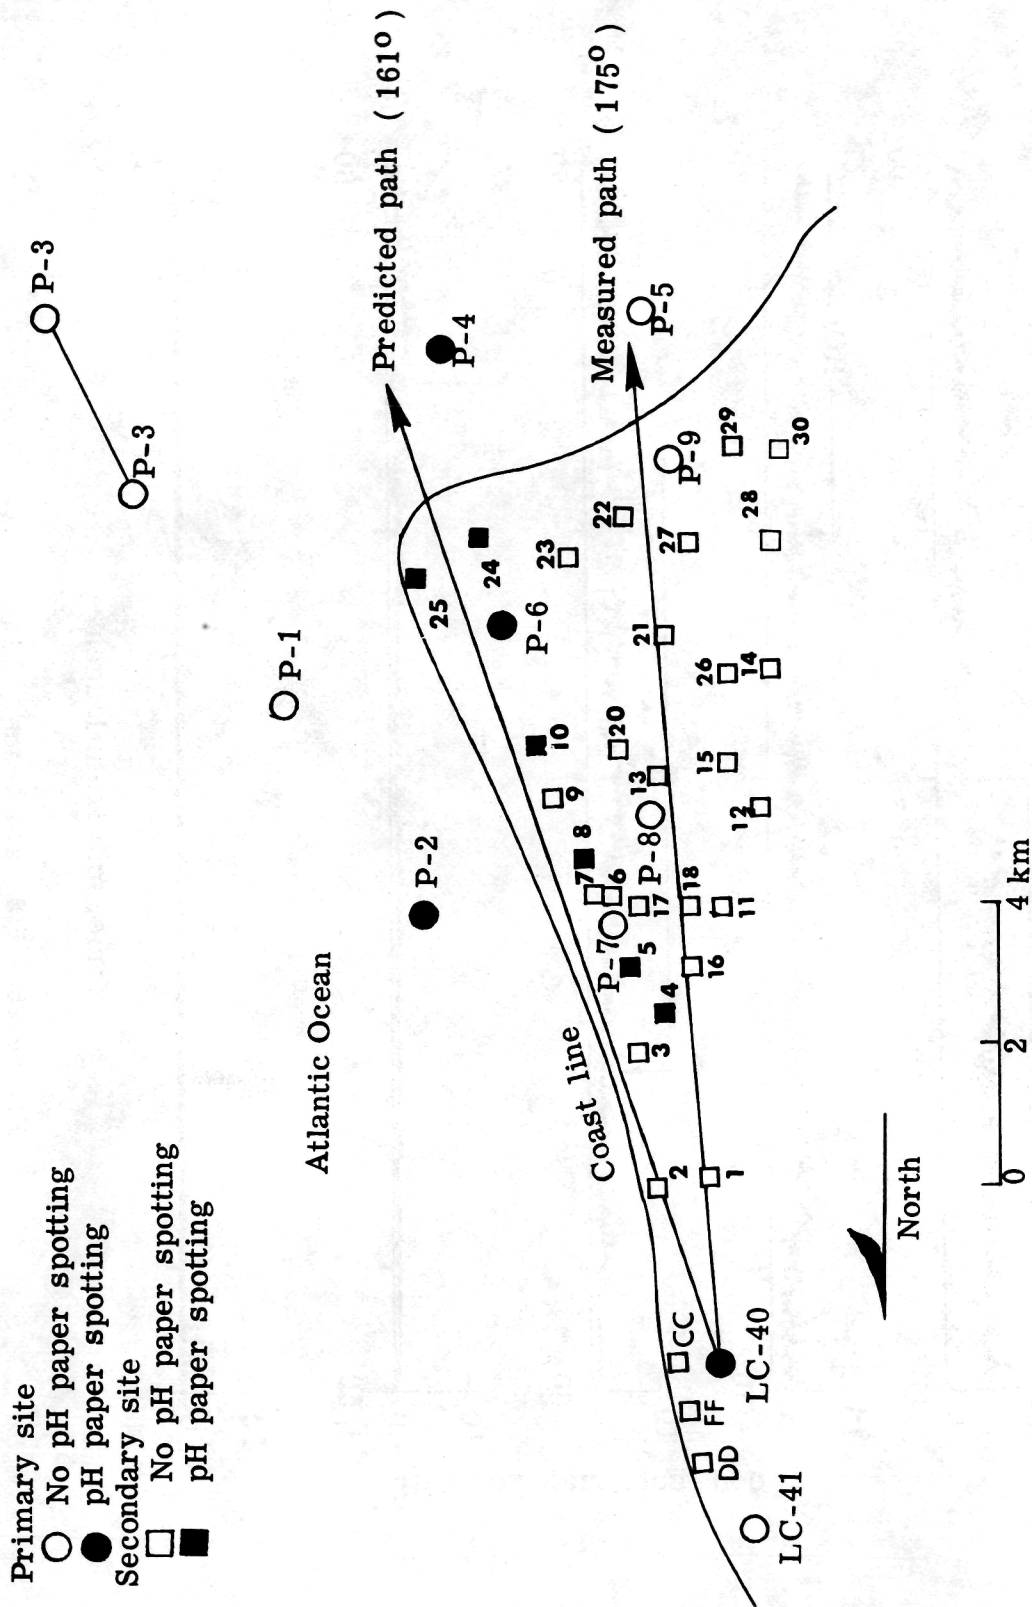 Primary site
No pH paper spotting
pH paper spotting
Secondary site
No pH paper spotting
pH paper spotting
P-3
P-3
Predicted path (161°)
P-4
Measured path (175°)
P-5
P-1
P-2
Atlantic Ocean
Coast line
25
24
P-6
23
22
P-9
29
30
28
27
21
26
14
10
9
20
13
15
12
8
7
6
P-8
P-7
17
18
11
5
16
4
3
2
1
CC
FF
DD
LC-40
LC-41
North
0
2
4 km